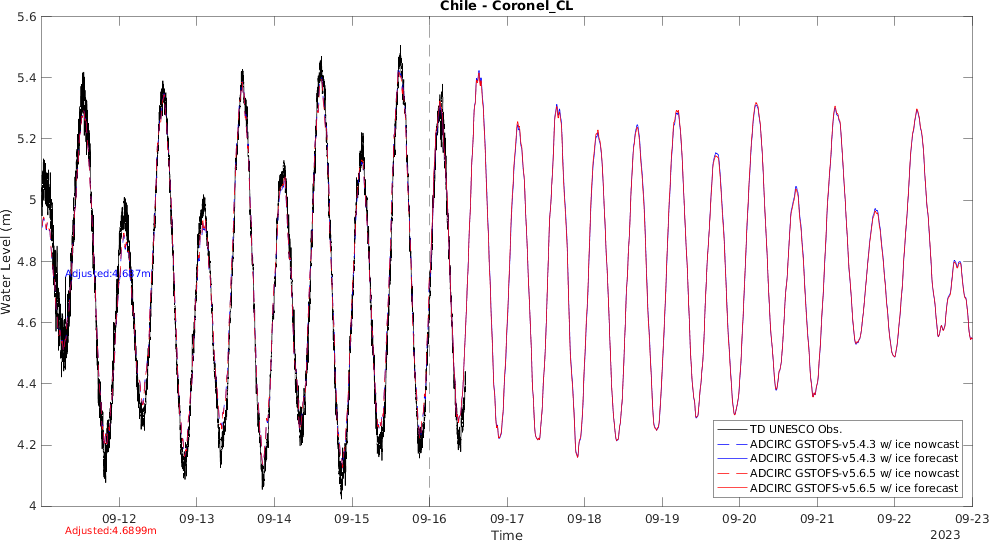 Chile - Coronel_CL
5.6
5.4
5.2
5
4.8
4.6
4.4
4.2
4
Water Level (m)
Adjusted:4.687m
TD UNESCO Obs.
ADCIRC GSTOFS-v5.4.3 w/ ice nowcast
ADCIRC GSTOFS-v5.4.3 w/ ice forecast
ADCIRC GSTOFS-v5.6.5 w/ ice nowcast
ADCIRC GSTOFS-v5.6.5 w/ ice forecast
09-12 09-13 09-14 09-15 09-16 09-17 09-18 09-19 09-20 09-21 09-22 09-23
Adjusted:4.6899m
Time
2023